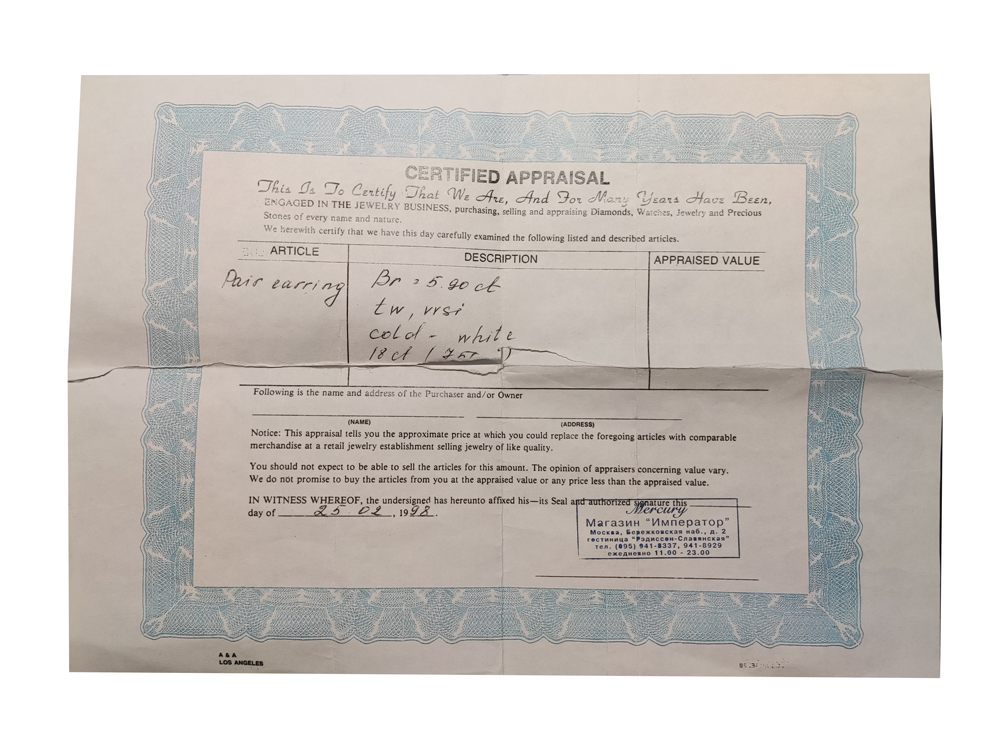 CERTIFIED APPRAISAL
This Is To Certify That We Are, And For Many Years Have Been,
ENGAGED IN THE JEWELRY BUSINESS, purchasing, selling and appraising Diamonds, Watches, Jewelry and Precious
Stones of every name and nature.
We herewith certify that we have this day carefully examined the following listed and described articles.
ARTICLE DESCRIPTION APPRAISED VALUE
Pair earring Br = 5.90 ct
tw, vvsi
cold - white
18 ct
Following is the name and address of the Purchaser and/or Owner
(NAME) (ADDRESS)
Notice: This appraisal tells you the approximate price at which you could replace the foregoing articles with comparable
merchandise at a retail jewelry establishment selling jewelry of like quality.
You should not expect to be able to sell the articles for this amount. The opinion of appraisers concerning value vary.
We do not promise to buy the articles from you at the appraised value or any price less than the appraised value.
IN WITNESS WHEREOF, the undersigned has hereunto affixed his—its Seal and authorized signature this
day of 25 02, 1998.
Mercury
Магазин "Император"
Москва, Бережковская наб., д. 2
гостиница "Рэдиссон-Славянская"
тел. (095) 941-8337, 941-8929
ежедневно 11.00 - 23.00
A & A
LOS ANGELES